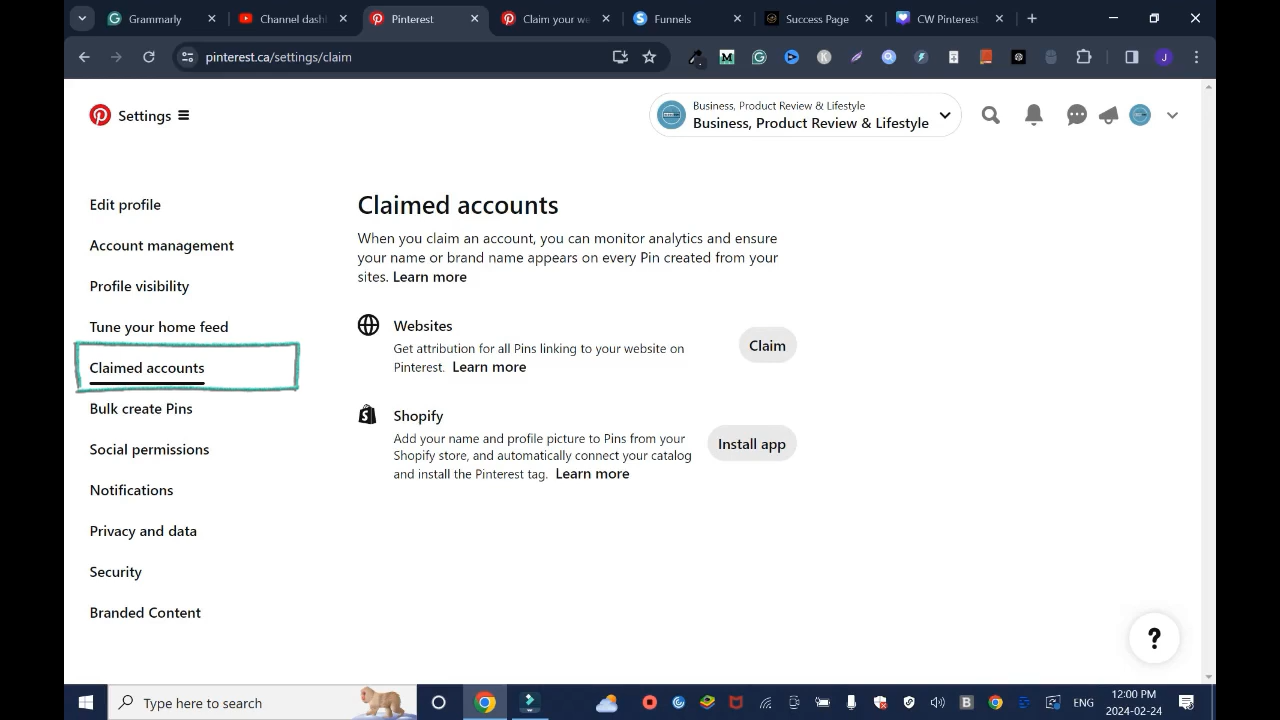 Grammarly
Channel dash
Pinterest
Claim your we
Funnels
Success Page
CW Pinterest
pinterest.ca/settings/claim
J
Settings
Business, Product Review & Lifestyle
Business, Product Review & Lifestyle
Edit profile
Account management
Profile visibility
Tune your home feed
Claimed accounts
Bulk create Pins
Social permissions
Notifications
Privacy and data
Security
Branded Content
Claimed accounts
When you claim an account, you can monitor analytics and ensure
your name or brand name appears on every Pin created from your
sites. Learn more
Websites
Get attribution for all Pins linking to your website on
Pinterest. Learn more
Claim
Shopify
Add your name and profile picture to Pins from your
Shopify store, and automatically connect your catalog
and install the Pinterest tag. Learn more
Install app
?
Type here to search
ENG
12:00 PM
2024-02-24